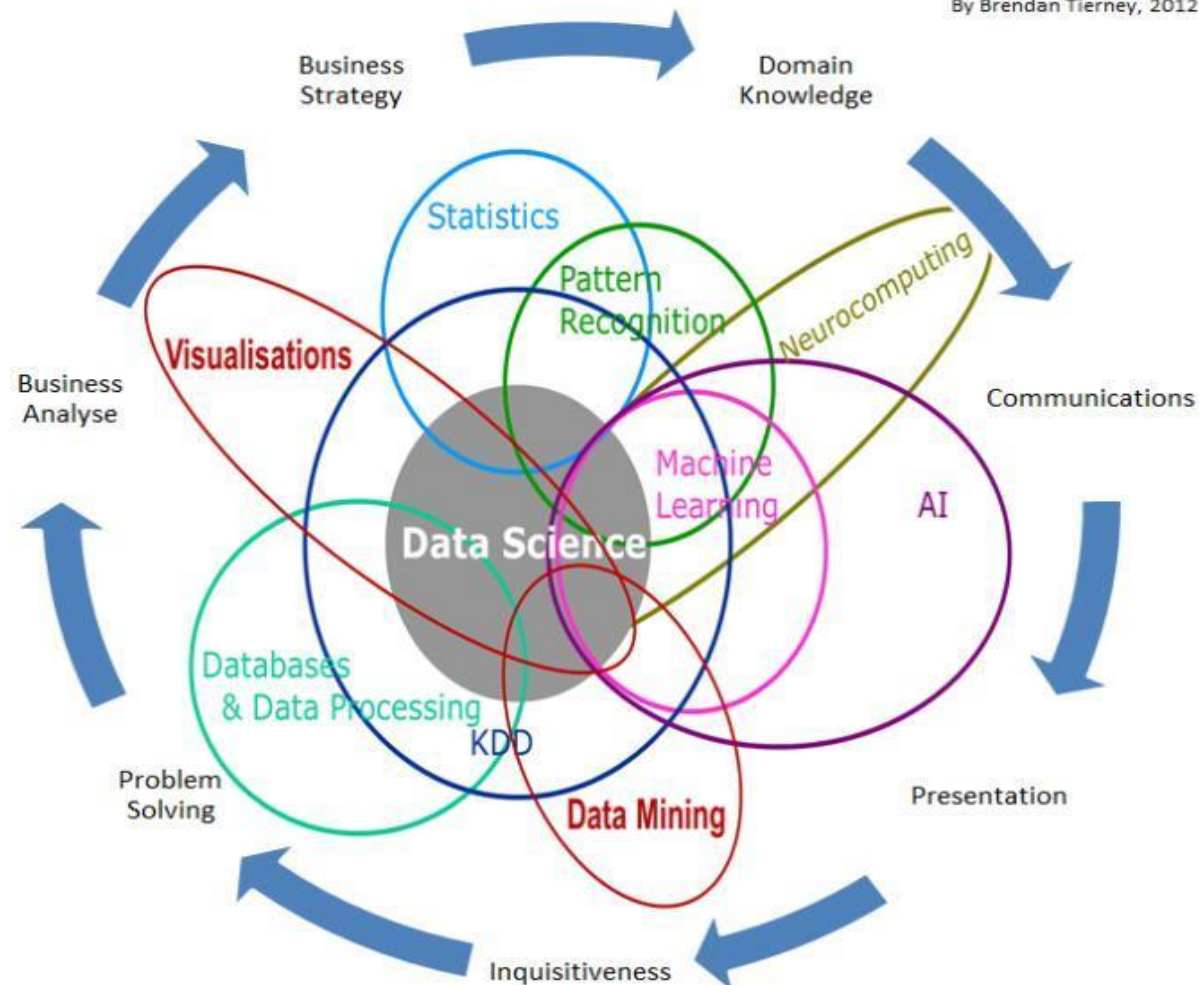 By Brendan Tierney, 2012
Business
Strategy
Domain
Knowledge
Statistics
Pattern
Recognition
Neurocomputing
Visualisations
Business
Analyse
Communications
Machine
Learning
AI
Data Science
Databases
& Data Processing
KDD
Problem
Solving
Data Mining
Presentation
Inquisitiveness